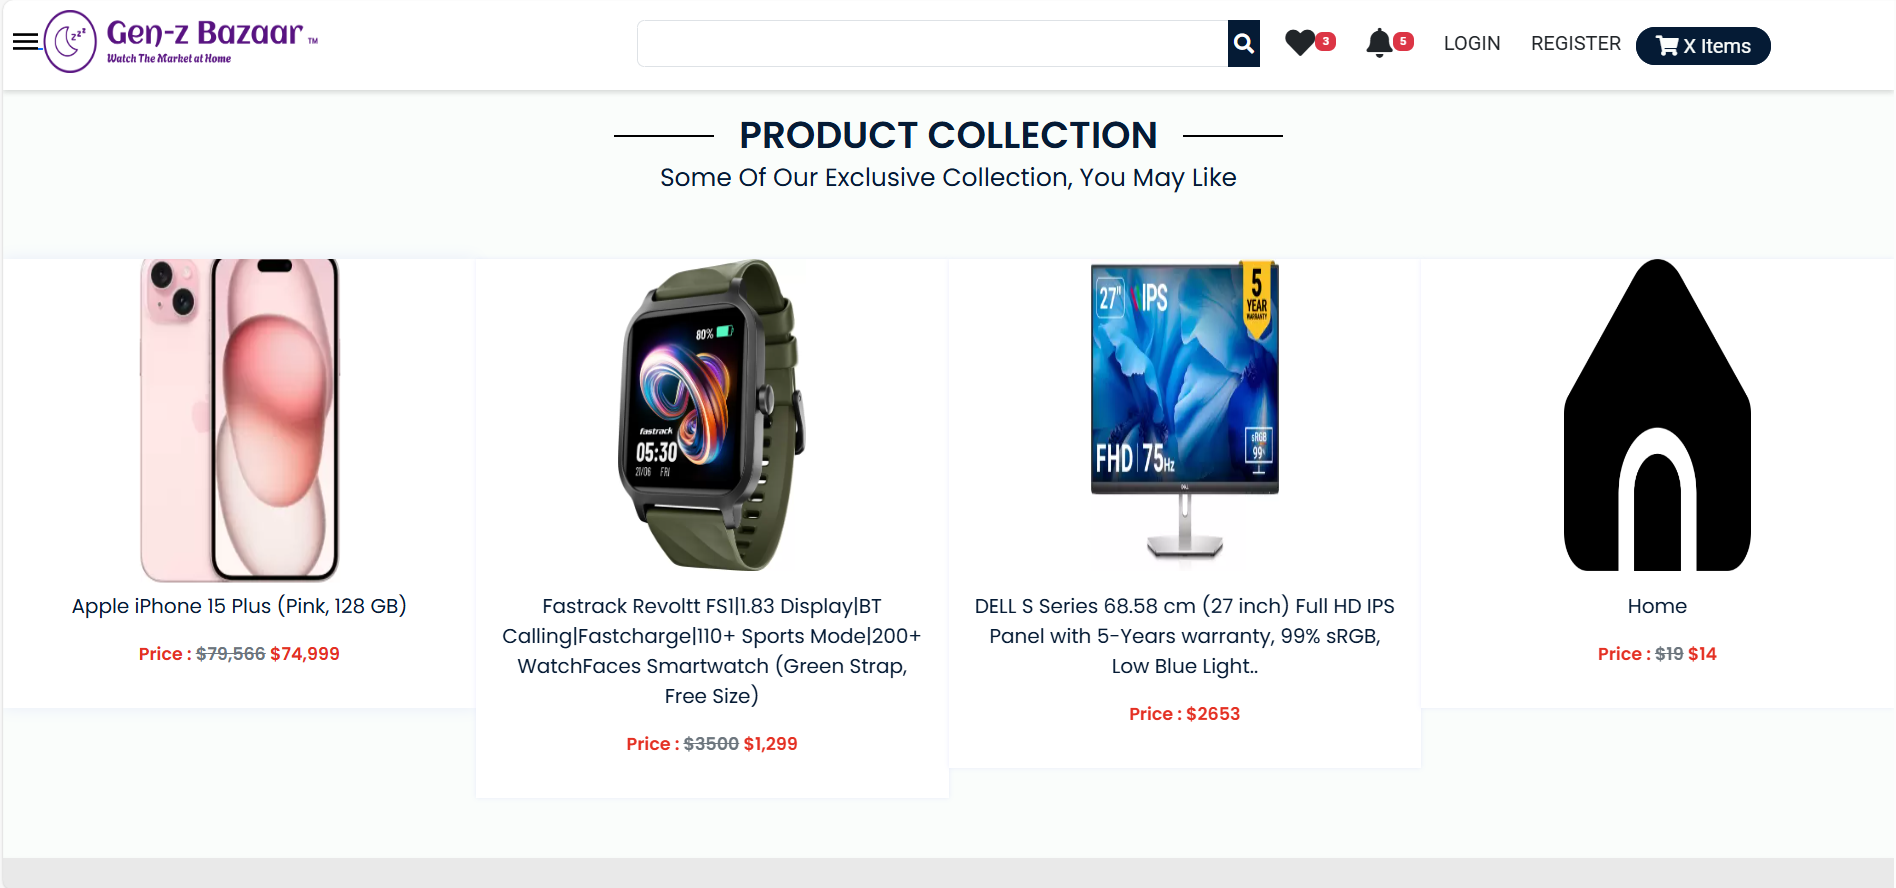 Gen-z Bazaar TM
Watch The Market at Home
3
5
LOGIN
REGISTER
X Items
PRODUCT COLLECTION
Some Of Our Exclusive Collection, You May Like
80%
fastrack
05:30
21/06 FRI
27" IPS
5
YEAR
WARRANTY
sRGB
99%
FHD 75Hz
DELL
Apple iPhone 15 Plus (Pink, 128 GB)
Price : $79,566 $74,999
Fastrack Revoltt FS1|1.83 Display|BT
Calling|Fastcharge|110+ Sports Mode|200+
WatchFaces Smartwatch (Green Strap,
Free Size)
Price : $3500 $1,299
DELL S Series 68.58 cm (27 inch) Full HD IPS
Panel with 5-Years warranty, 99% sRGB,
Low Blue Light..
Price : $2653
Home
Price : $19 $14